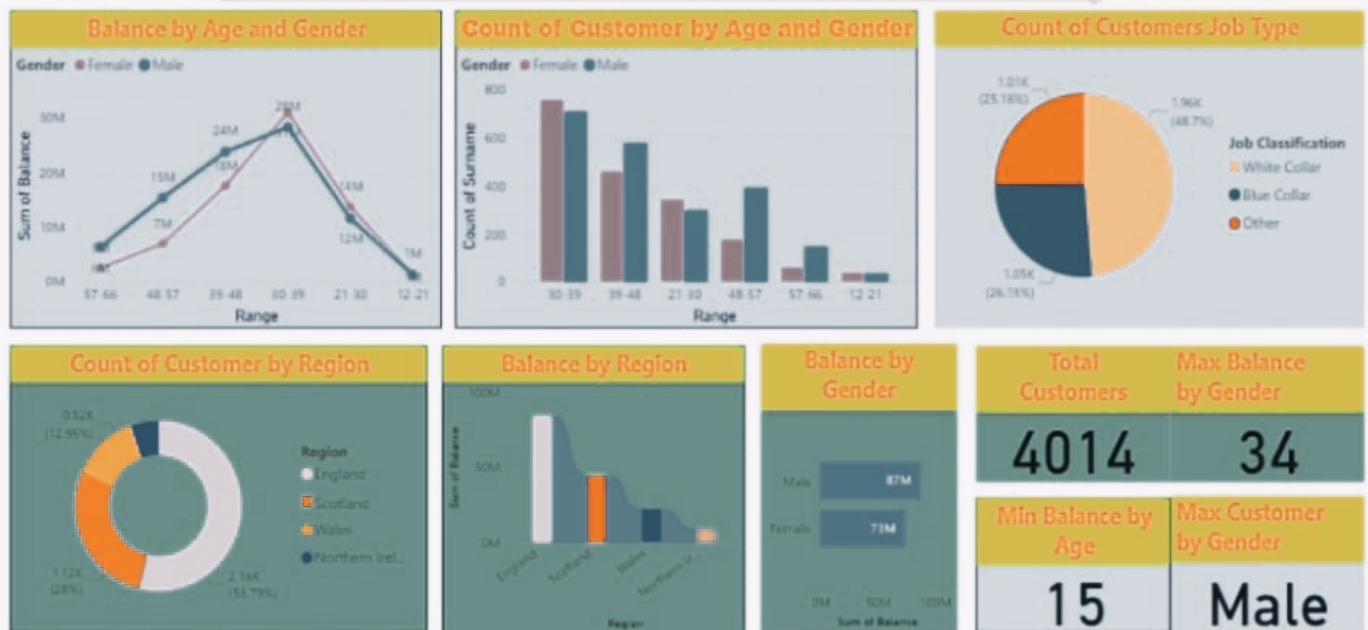 Balance by Age and Gender
Gender Female Male
Sum of Balance
30M
20M
10M
0M
15M
7M
24M
18M
28M
14M
12M
1M
57-66 48-57 39-48 30-39 21-30 12-21
Range
Count of Customer by Age and Gender
Gender Female Male
Count of Surname
800
600
400
200
0
30-39 39-48 21-30 48-57 57-66 12-21
Range
Count of Customers Job Type
1.01K
(25.16%)
1.96K
(48.7%)
1.05K
(26.16%)
Job Classification
White Collar
Blue Collar
Other
Count of Customer by Region
0.52K
(12.95%)
1.12K
(28%)
2.16K
(53.79%)
Region
England
Scotland
Wales
Northern Irel...
Balance by Region
Sum of Balance
100M
50M
0M
England
Scotland
Wales
Northern Ir...
Region
Balance by
Gender
Male 87M
Female 73M
0M 50M 100M
Sum of Balance
Total
Customers
4014
Max Balance
by Gender
34
Min Balance by
Age
15
Max Customer
by Gender
Male